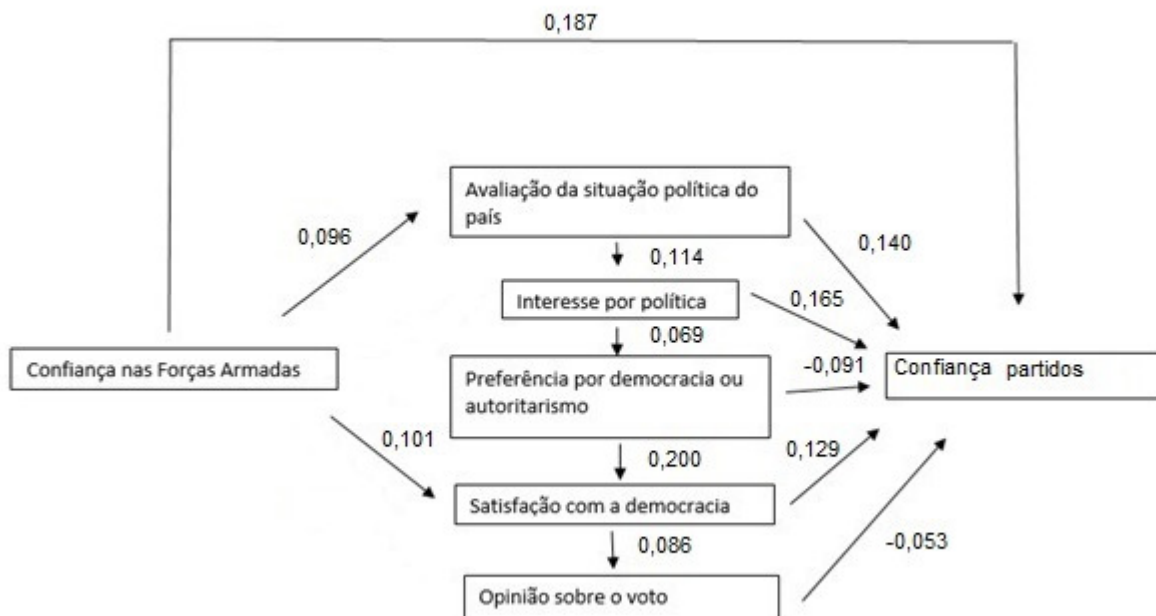 0,187
Avaliação da situação política do
país
0,096
0,140
0,114
Interesse por política
0,165
0,069
Confiança nas Forças Armadas
Preferência por democracia ou
autoritarismo
-0,091
Confiança partidos
0,101
0,200
0,129
Satisfação com a democracia
0,086
-0,053
Opinião sobre o voto